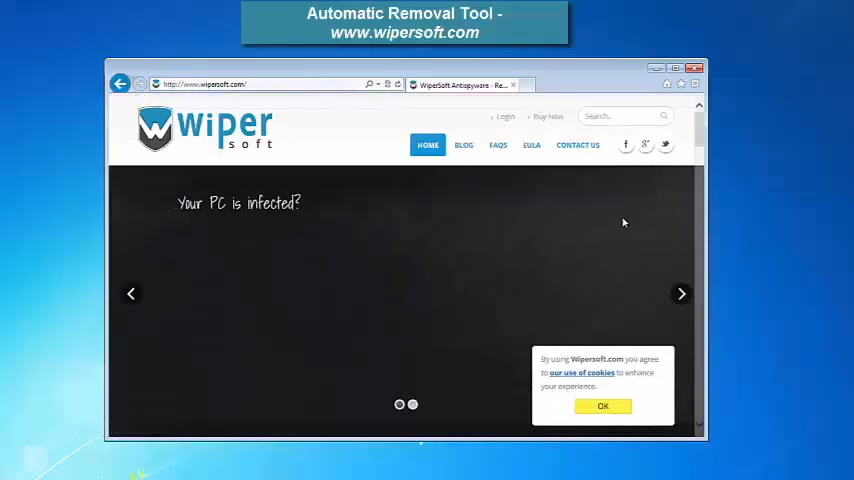 Automatic Removal Tool -
www.wipersoft.com
http://www.wipersoft.com/
WiperSoft Antispyware - Re...
wiper
soft
Login
Buy Now
Search..
HOME
BLOG
FAQS
EULA
CONTACT US
Your PC is infected?
By using Wipersoft.com you agree
to our use of cookies to enhance
your experience.
OK